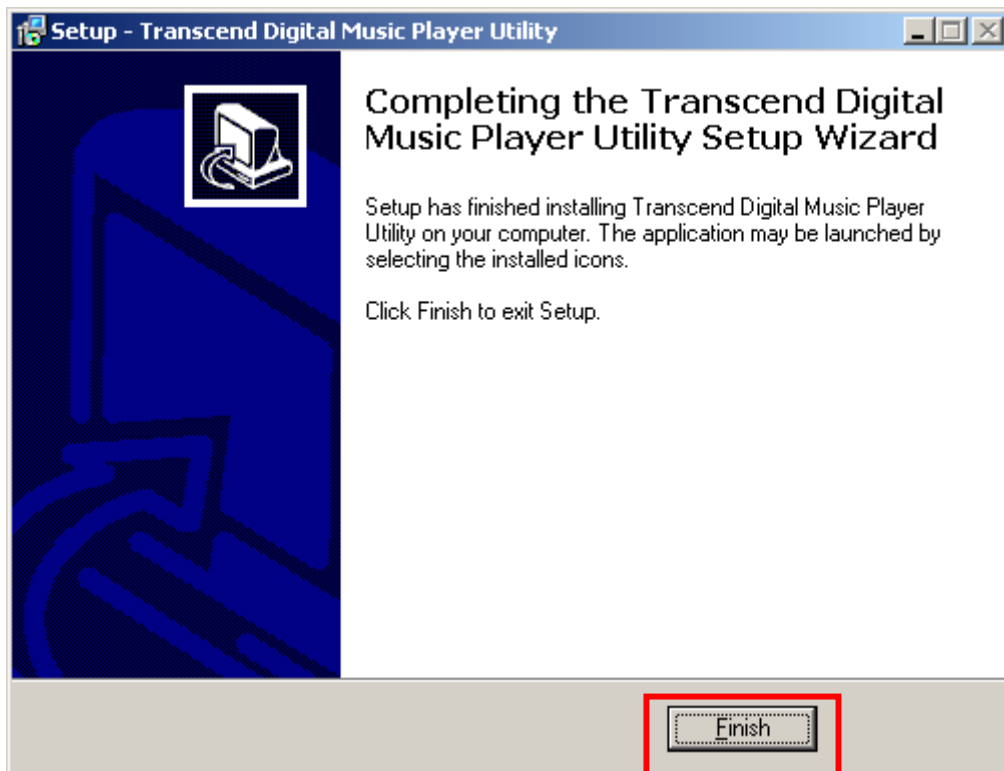 Setup - Transcend Digital Music Player Utility
Completing the Transcend Digital
Music Player Utility Setup Wizard
Setup has finished installing Transcend Digital Music Player
Utility on your computer. The application may be launched by
selecting the installed icons.
Click Finish to exit Setup.
Finish